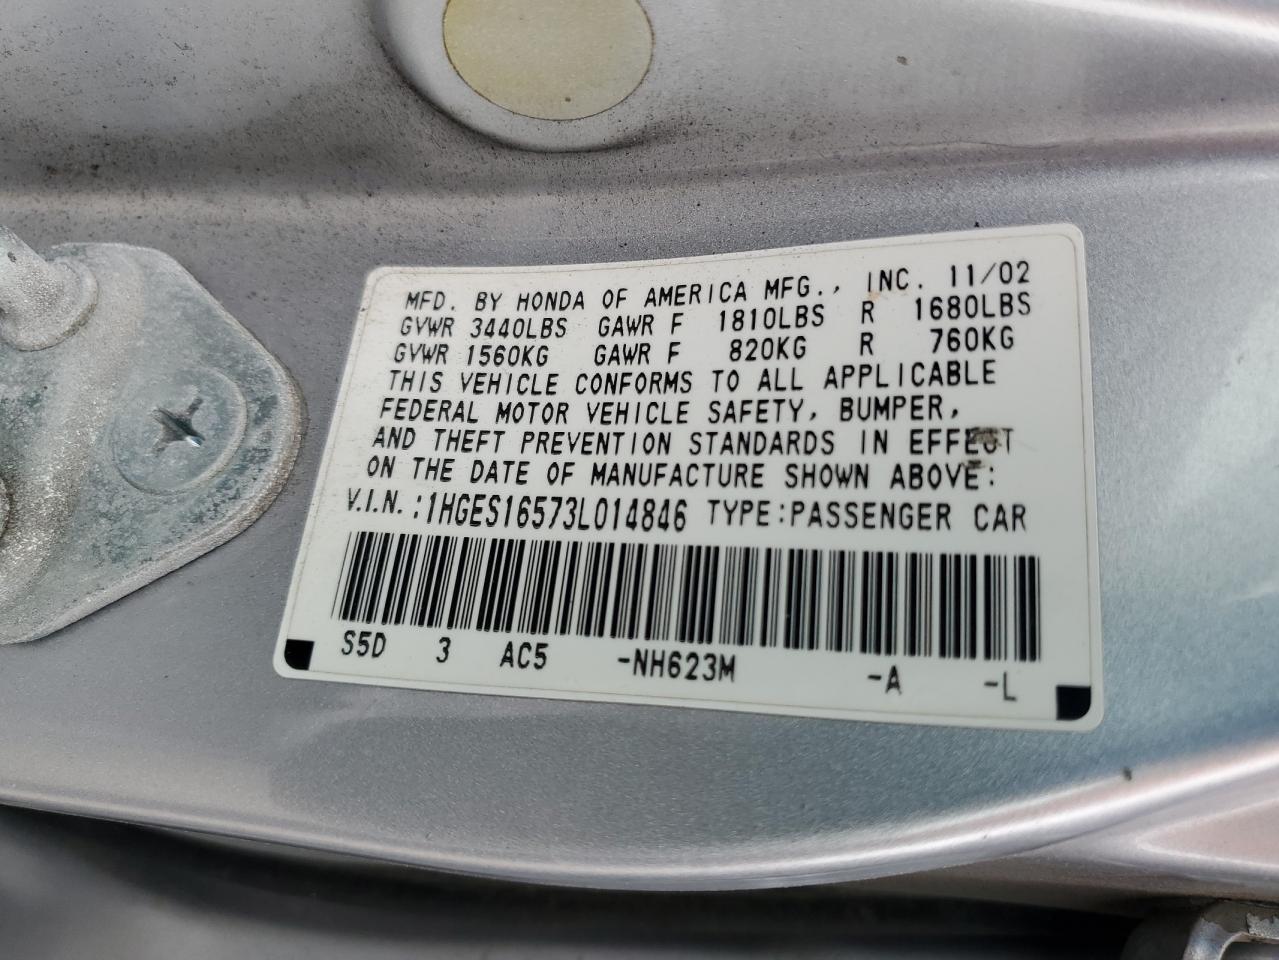 MFD. BY HONDA OF AMERICA MFG., INC. 11/02
GVWR 3440LBS GAWR F 1810LBS R 1680LBS
GVWR 1560KG GAWR F 820KG R 760KG
THIS VEHICLE CONFORMS TO ALL APPLICABLE
FEDERAL MOTOR VEHICLE SAFETY, BUMPER,
AND THEFT PREVENTION STANDARDS IN EFFECT
ON THE DATE OF MANUFACTURE SHOWN ABOVE:
V.I.N.:1HGES16573L014846 TYPE:PASSENGER CAR
S5D 3 AC5 -NH623M -A -L